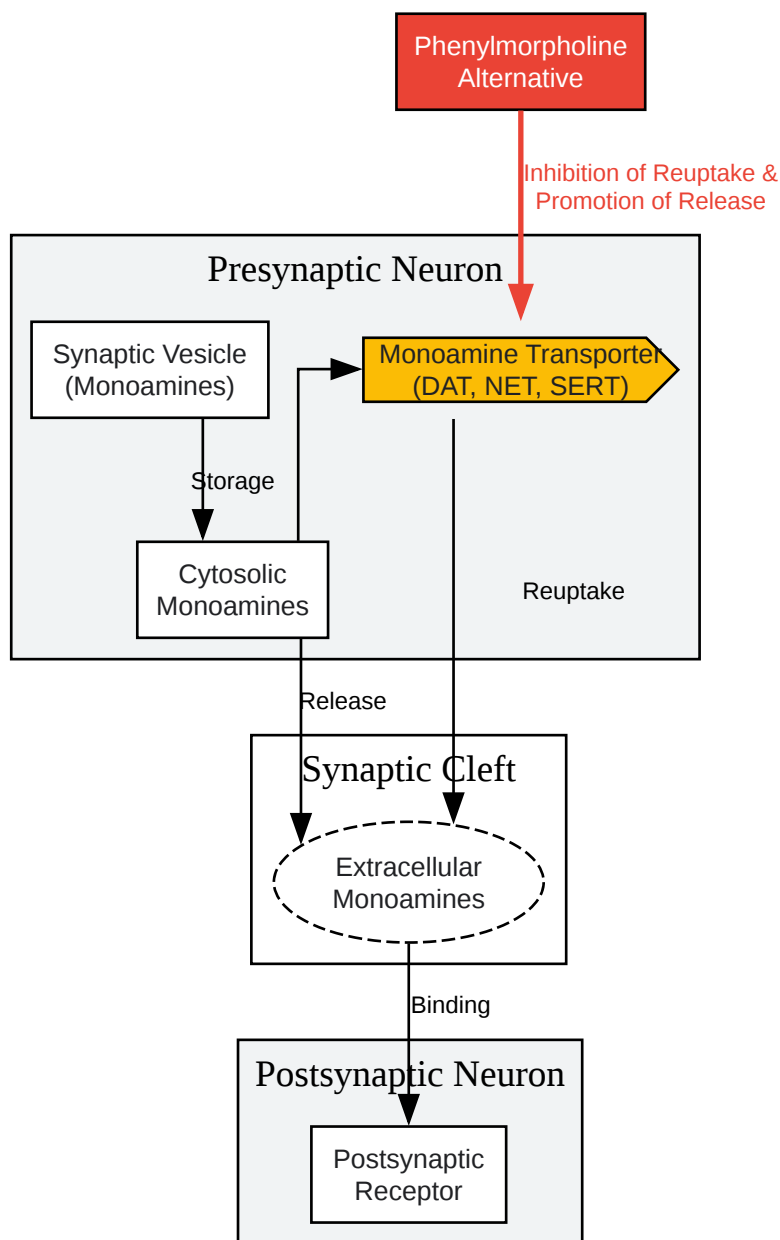 Phenylmorpholine
Alternative
Inhibition of Reuptake &
Promotion of Release
Presynaptic Neuron
Synaptic Vesicle
(Monoamines)
Monoamine Transporter
(DAT, NET, SERT)
Storage
Cytosolic
Monoamines
Reuptake
Release
Synaptic Cleft
Extracellular
Monoamines
Binding
Postsynaptic Neuron
Postsynaptic
Receptor